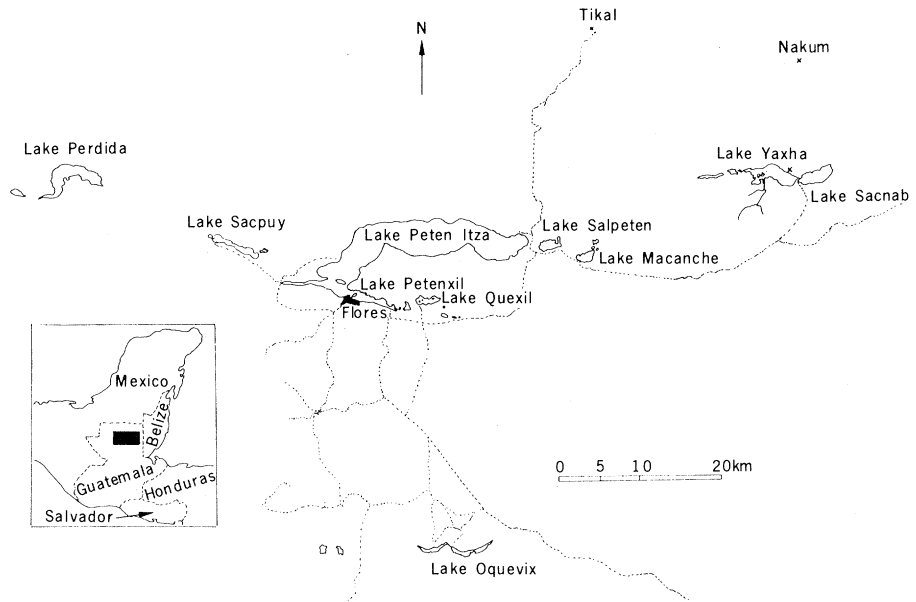 Tikal
N
Nakum
Lake Perdida
Lake Yaxha
Lake Sacnab
Lake Sacpuy
Lake Salpeten
Lake Peten Itza
Lake Macanche
Lake Petenxil
Lake Quexil
Flores
Mexico
Belize
0 5 10 20km
Guatemala
Honduras
Salvador
Lake Oquevix